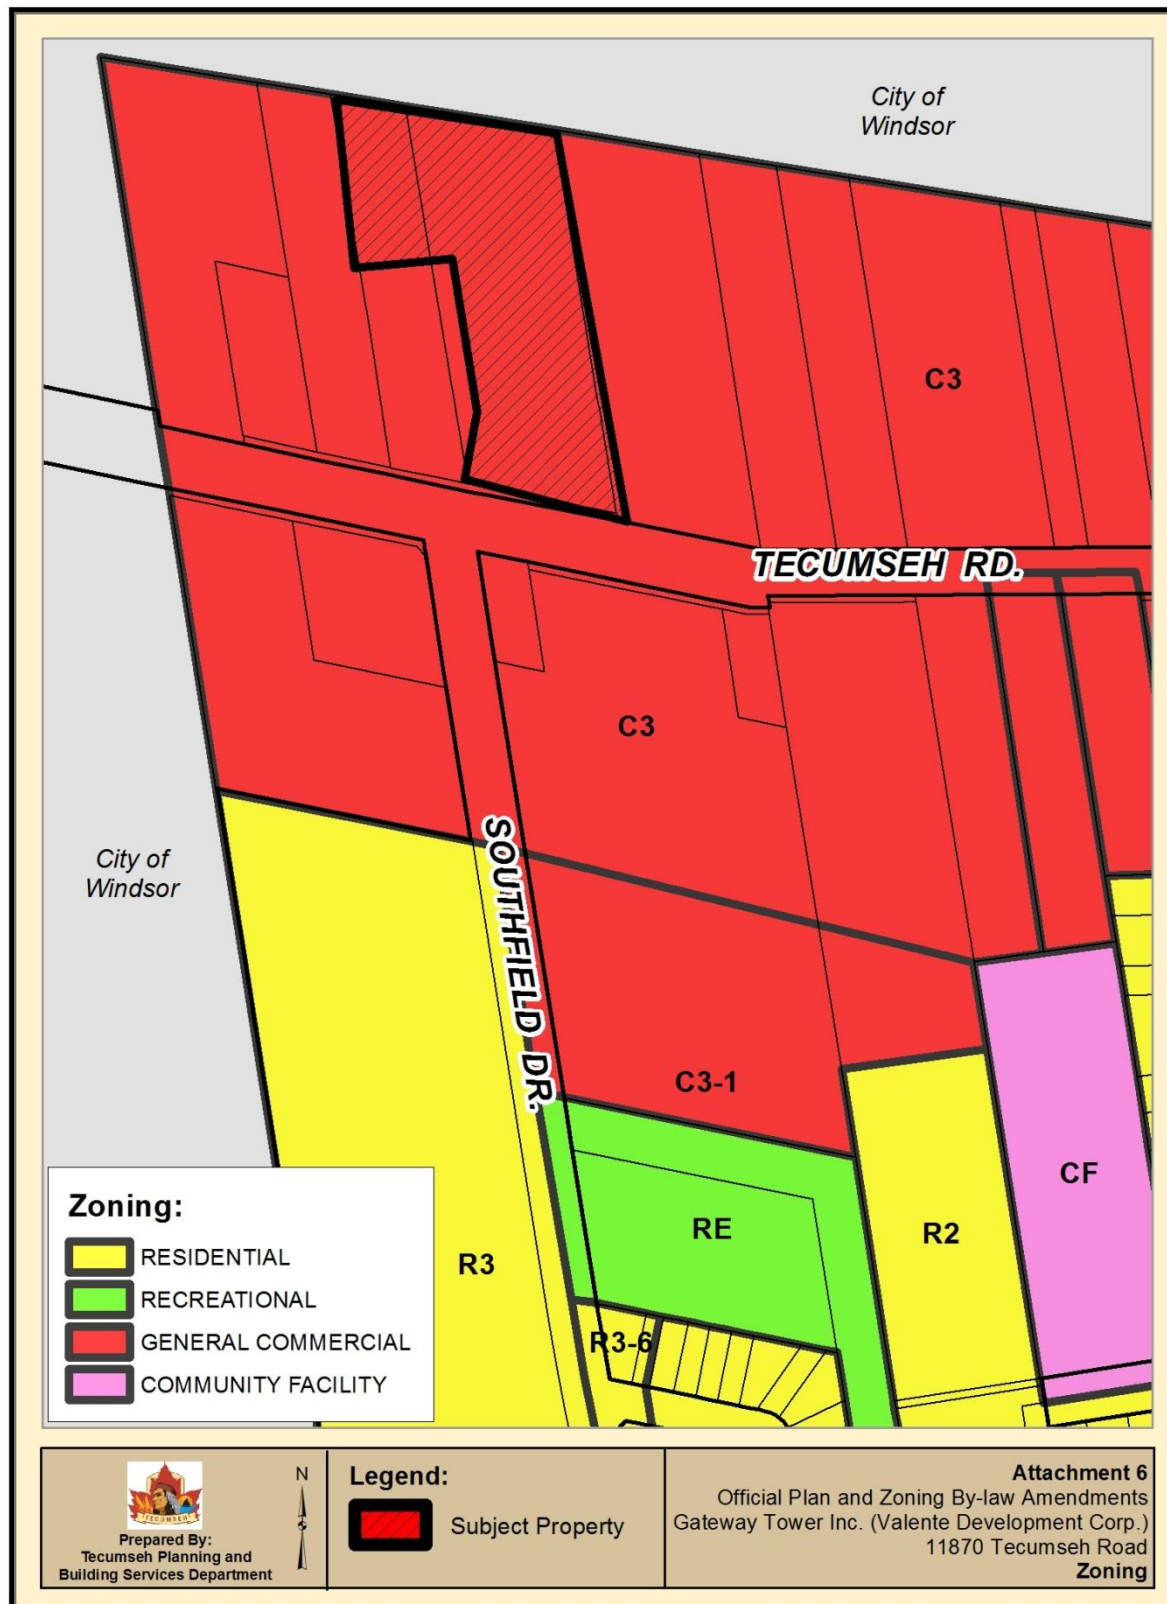 City of
Windsor
C3
TECUMSEH RD.
C3
City of
Windsor
SOUTHFIELD DR.
C3-1
CF
RE
R2
R3
R3-6
Zoning:
RESIDENTIAL
RECREATIONAL
GENERAL COMMERCIAL
COMMUNITY FACILITY
TECUMSEH
Prepared By:
Tecumseh Planning and
Building Services Department
N
Legend:
Subject Property
Attachment 6
Official Plan and Zoning By-law Amendments
Gateway Tower Inc. (Valente Development Corp.)
11870 Tecumseh Road
Zoning